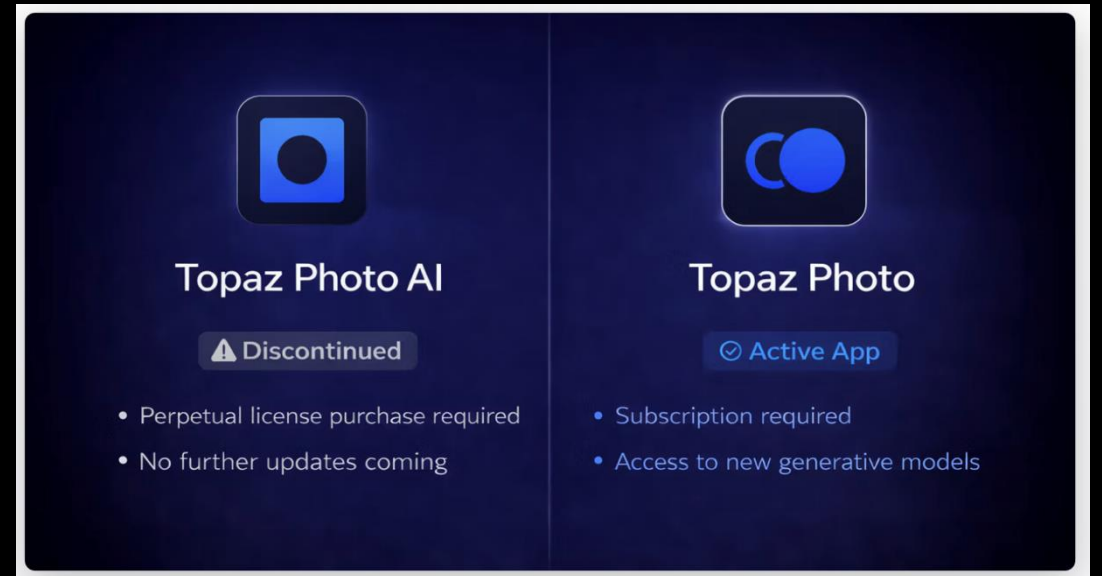 Topaz Photo AI
Discontinued
• Perpetual license purchase required
• No further updates coming
Topaz Photo
Active App
• Subscription required
• Access to new generative models